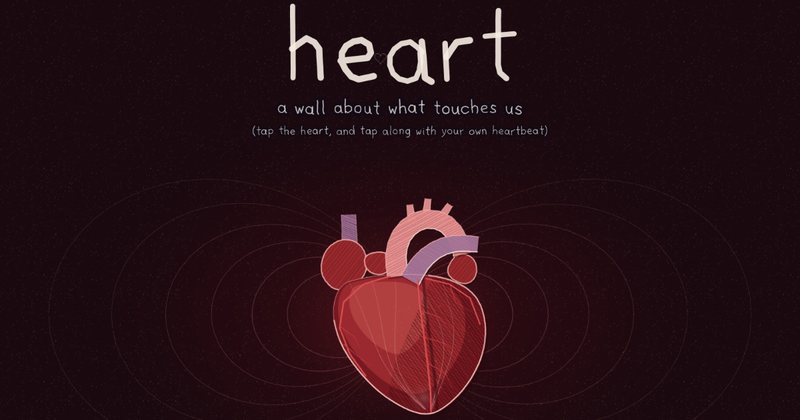 heart
a wall about what touches us
(tap the heart, and tap along with your own heartbeat)